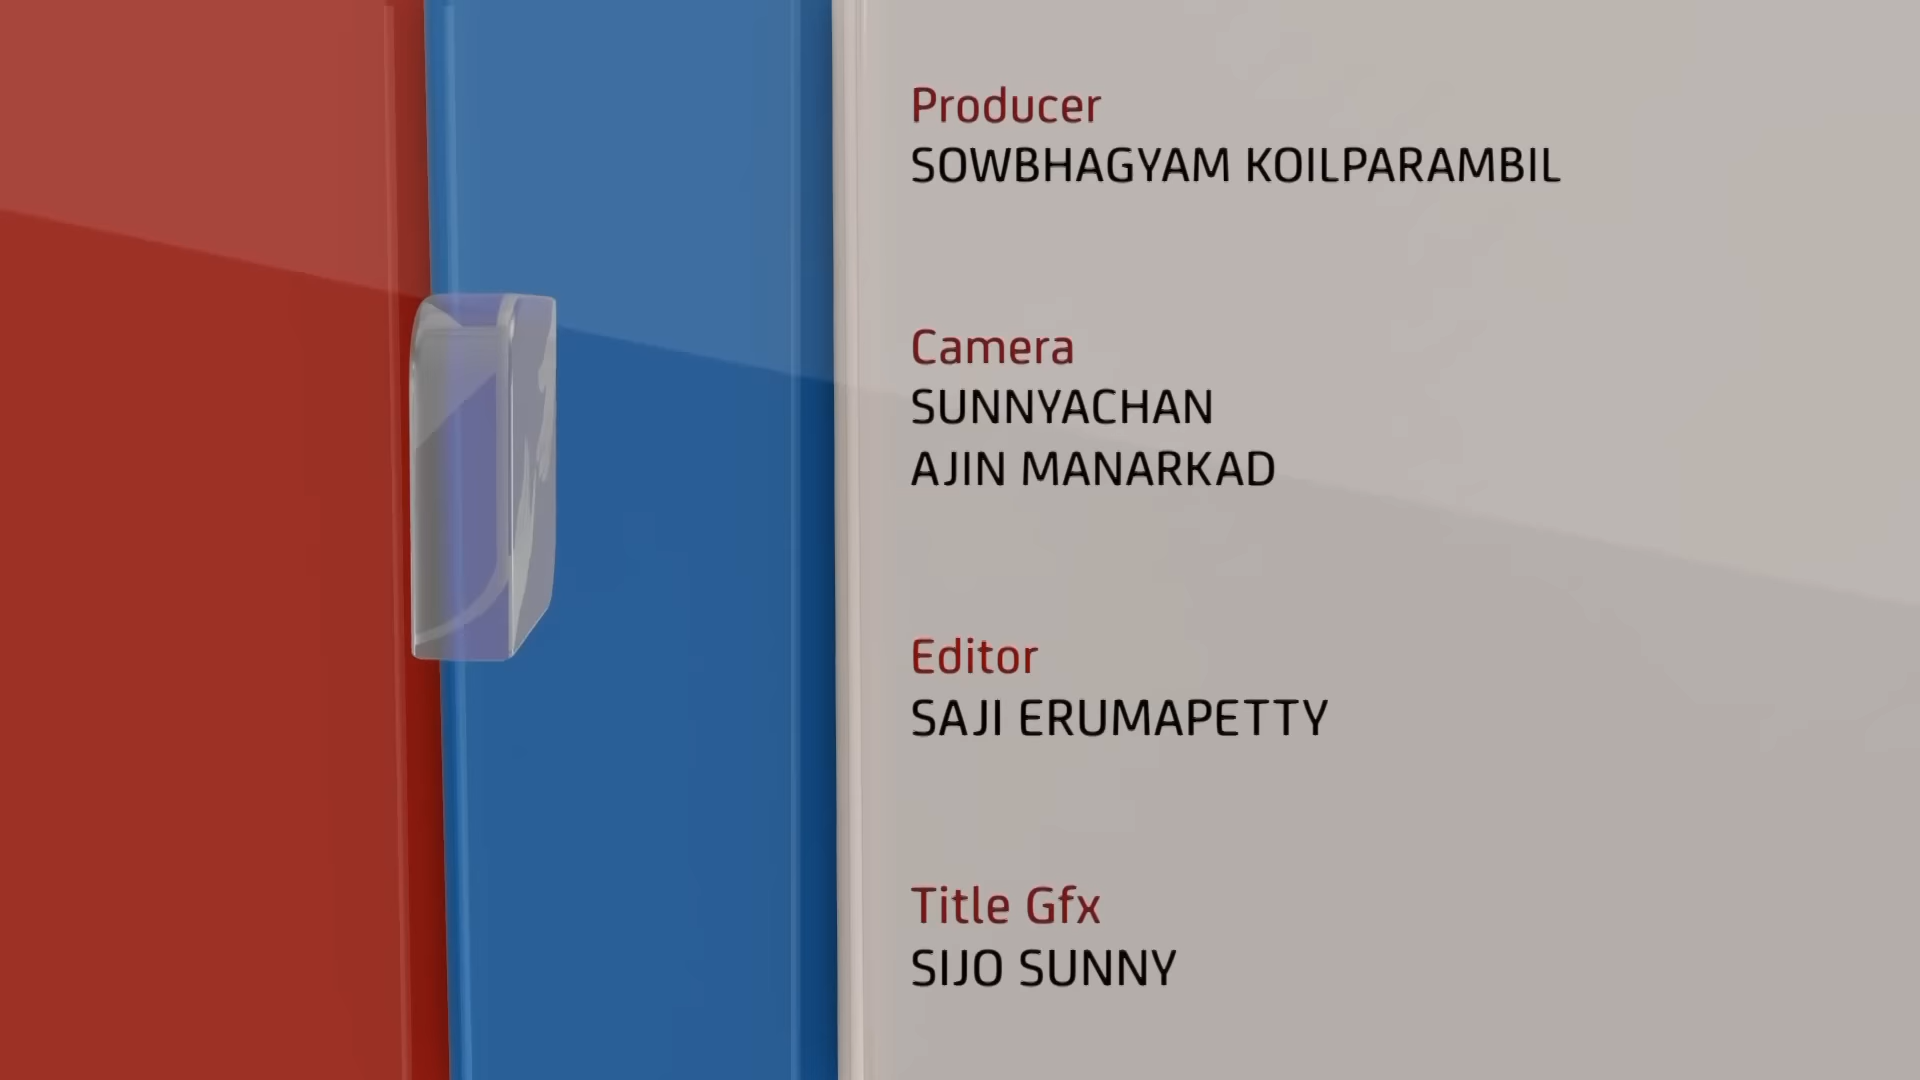 Producer
SOWBHAGYAM KOILPARAMBIL
Camera
SUNNYACHAN
AJIN MANARKAD
Editor
SAJI ERUMAPETTY
Title Gfx
SIJO SUNNY